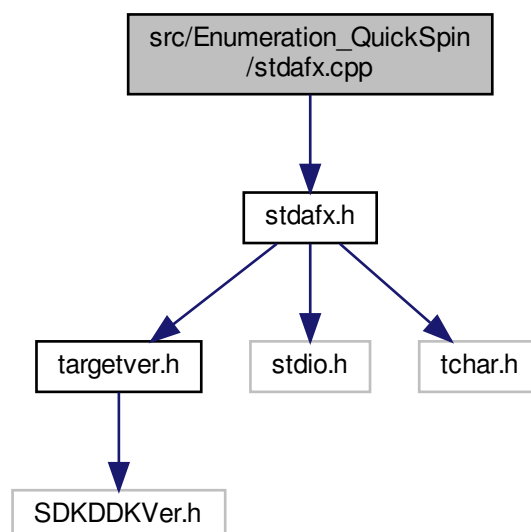 src/Enumeration_QuickSpin
/stdafx.cpp
stdafx.h
targetver.h
stdio.h
tchar.h
SDKDDKVer.h